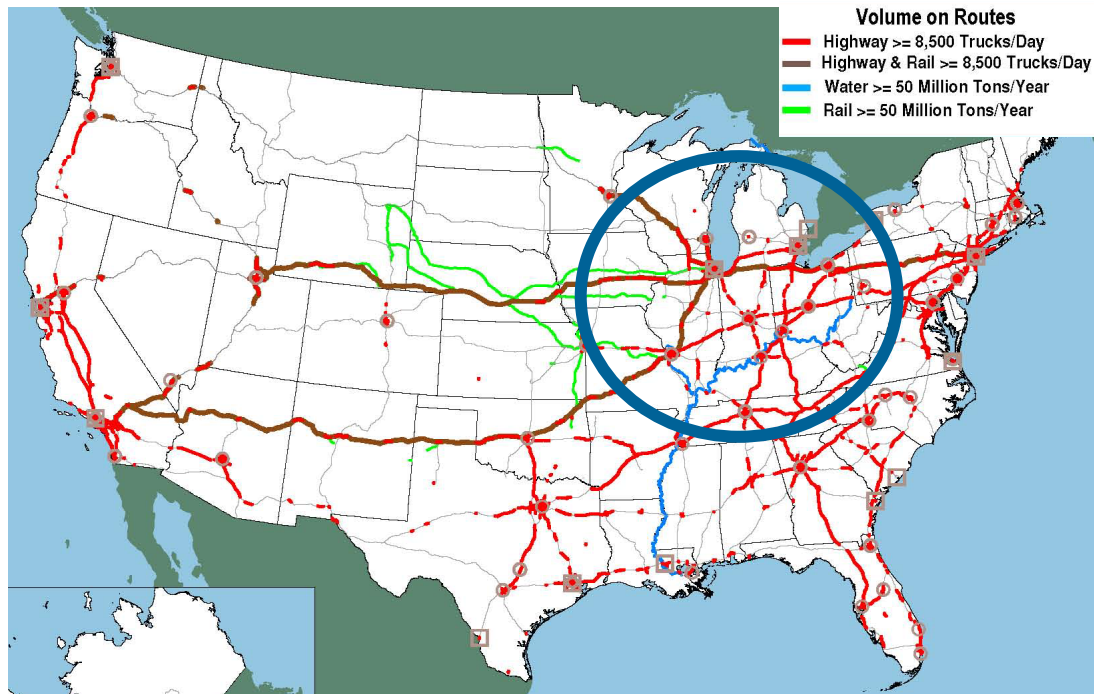 Volume on Routes
Highway >= 8,500 Trucks/Day
Highway & Rail >= 8,500 Trucks/Day
Water >= 50 Million Tons/Year
Rail >= 50 Million Tons/Year